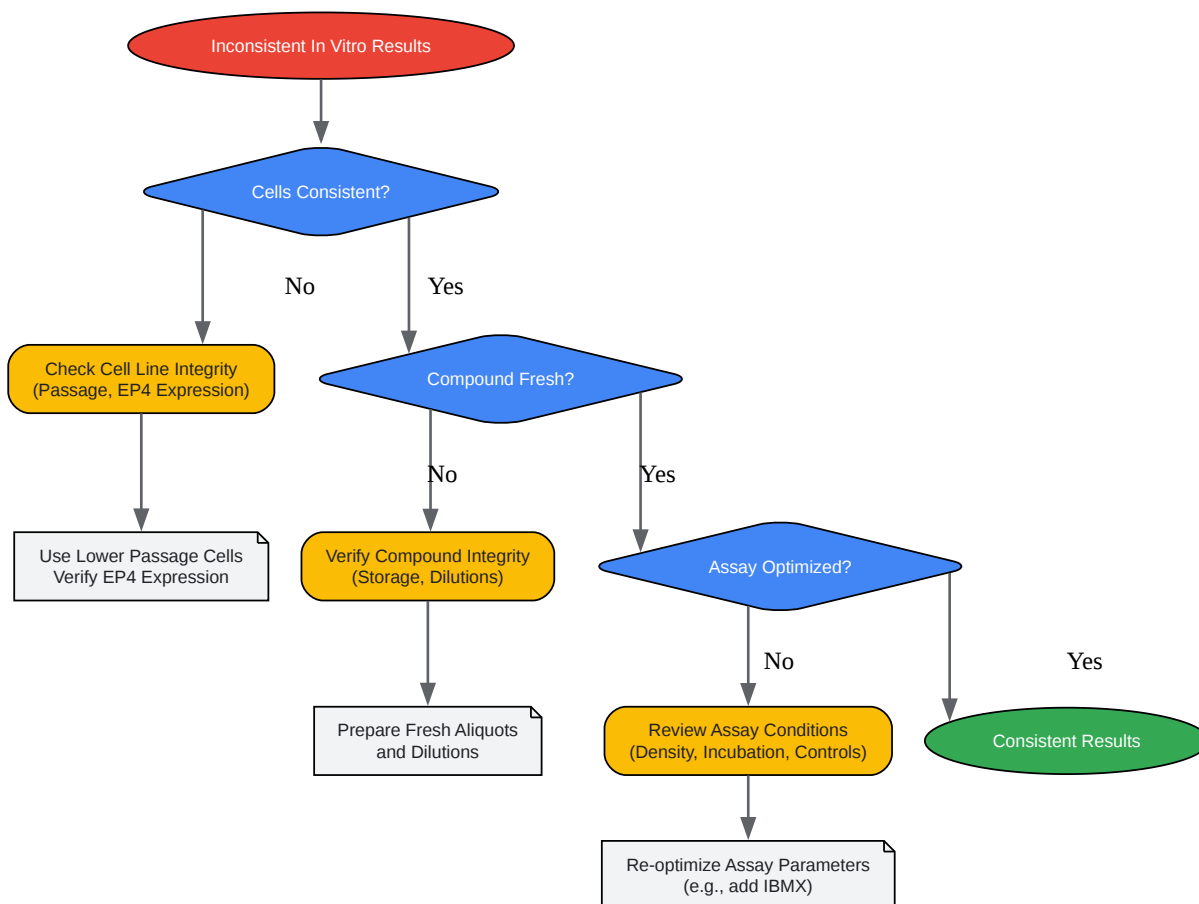 Inconsistent In Vitro Results
Cells Consistent?
No
Yes
Check Cell Line Integrity
(Passage, EP4 Expression)
Compound Fresh?
No
Yes
Use Lower Passage Cells
Verify EP4 Expression
Verify Compound Integrity
(Storage, Dilutions)
Assay Optimized?
No
Yes
Prepare Fresh Aliquots
and Dilutions
Review Assay Conditions
(Density, Incubation, Controls)
Consistent Results
Re-optimize Assay Parameters
(e.g., add IBMX)